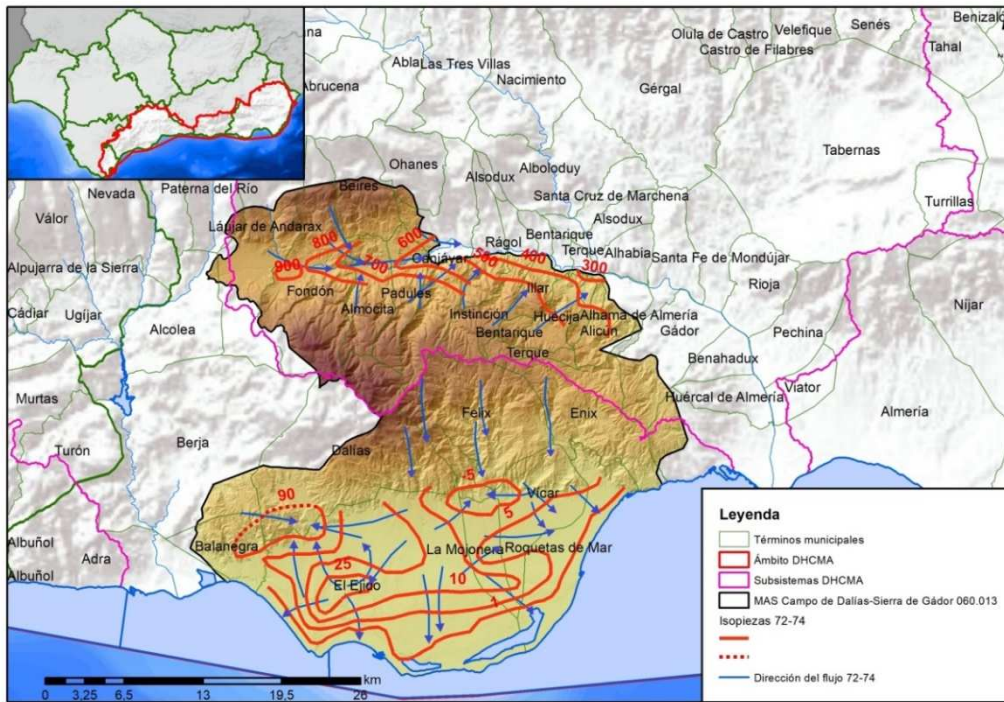 Olula de Castro
Velefique
Senés
Benizal
Castro de Filabres
Tahal
Abla
Las Tres Villas
Nacimiento
Abrucena
Gérgal
Tabernas
Ohanes
Alboloduy
Nevada
Paterna del Río
Beires
Alsodux
Santa Cruz de Marchena
Turrillas
Válor
Láujar de Andarax
800
600
Rágol
Bentarique
Alsodux
Terque
Alhabia
Santa Fe de Mondújar
Alpujarra de la Sierra
900
700
Canjáyar
500
400
300
Rioja
Níjar
Fondón
Padules
Illar
Cádiar
Ugíjar
Almócita
Instinción
Huécija
Alhama de Almería
Alicún
Gádor
Pechina
Alcolea
Bentarique
Terque
Benahadux
Murtas
Viator
Huércal de Almería
Almería
Felix
Enix
Turón
Berja
Dalías
-5
Vícar
90
5
Albuñol
Adra
Balanegra
25
La Mojonera
Roquetas de Mar
Albuñol
El Ejido
10
1
km
0
3,25
6,5
13
19,5
26
Leyenda
Términos municipales
Ámbito DHCMA
Subsistemas DHCMA
MAS Campo de Dalías-Sierra de Gádor 060.013
Isopiezas 72-74
Dirección del flujo 72-74